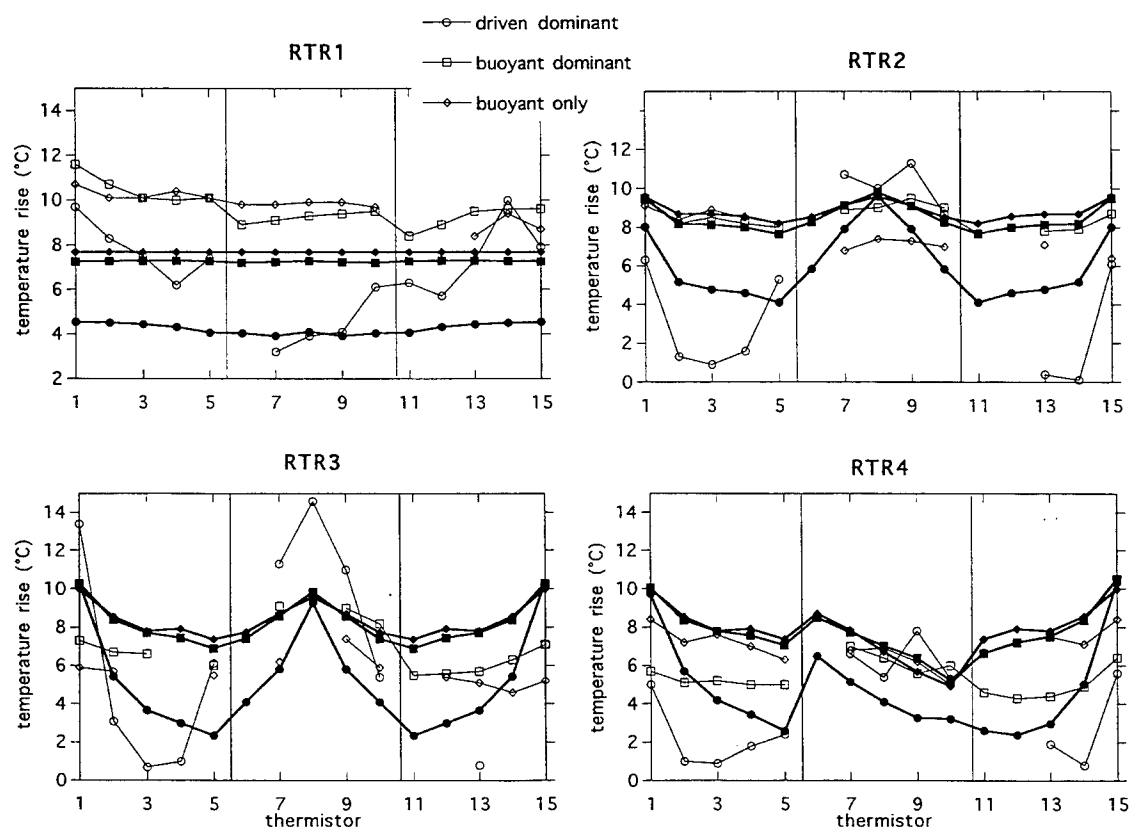 driven dominant
RTR1
buoyant dominant
RTR2
buoyant only
temperature rise (°C)
14
12
10
8
6
4
2
1 3 5 7 9 11 13 15
temperature rise (°C)
12
10
8
6
4
2
0
1 3 5 7 9 11 13 15
RTR3
RTR4
temperature rise (°C)
14
12
10
8
6
4
2
0
1 3 5 7 9 11 13 15
thermistor
temperature rise (°C)
14
12
10
8
6
4
2
0
1 3 5 7 9 11 13 15
thermistor